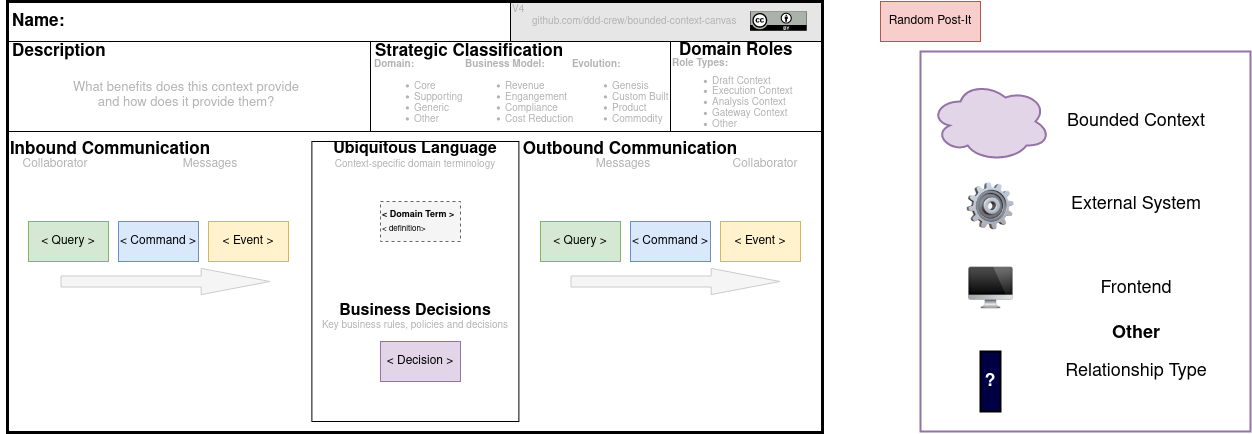 Name:
V4
github.com/ddd-crew/bounded-context-canvas
cc
BY
Random Post-It
Description
What benefits does this context provide
and how does it provide them?
Strategic Classification
Domain:
Core
Supporting
Generic
Other
Business Model:
Revenue
Engangement
Compliance
Cost Reduction
Evolution:
Genesis
Custom Built
Product
Commodity
Domain Roles
Role Types:
Draft Context
Execution Context
Analysis Context
Gateway Context
Other
Inbound Communication
Collaborator
Messages
< Query >
< Command >
< Event >
Ubiquitous Language
Context-specific domain terminology
< Domain Term >
< definition>
Business Decisions
Key business rules, policies and decisions
< Decision >
Outbound Communication
Messages
Collaborator
< Query >
< Command >
< Event >
Bounded Context
External System
Frontend
Other
?
Relationship Type